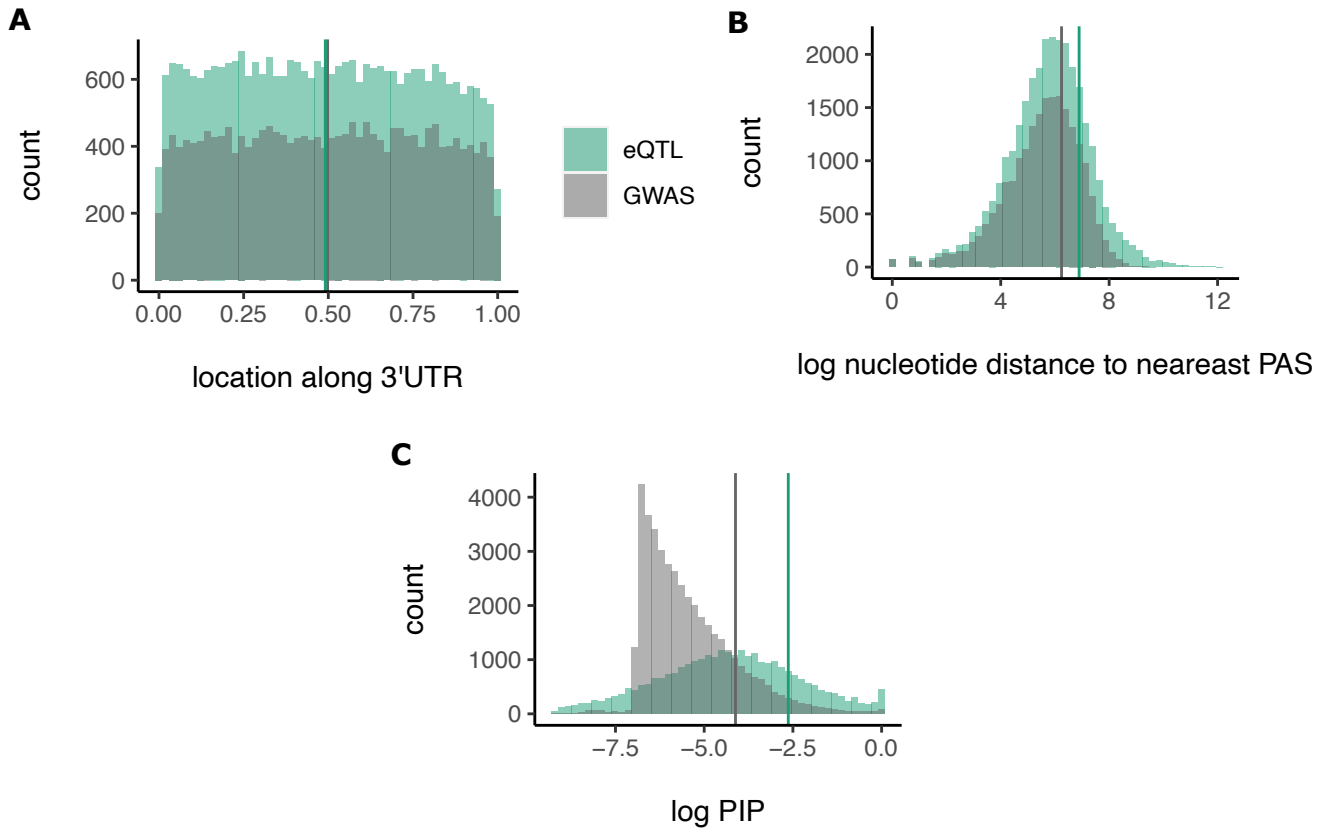 A
600
400
200
0
count
0.00 0.25 0.50 0.75 1.00
location along 3'UTR
eQTL
GWAS
B
2000
1500
1000
500
0
count
0 4 8 12
log nucleotide distance to neareast PAS
C
4000
3000
2000
1000
0
count
−7.5 −5.0 −2.5 0.0
log PIP